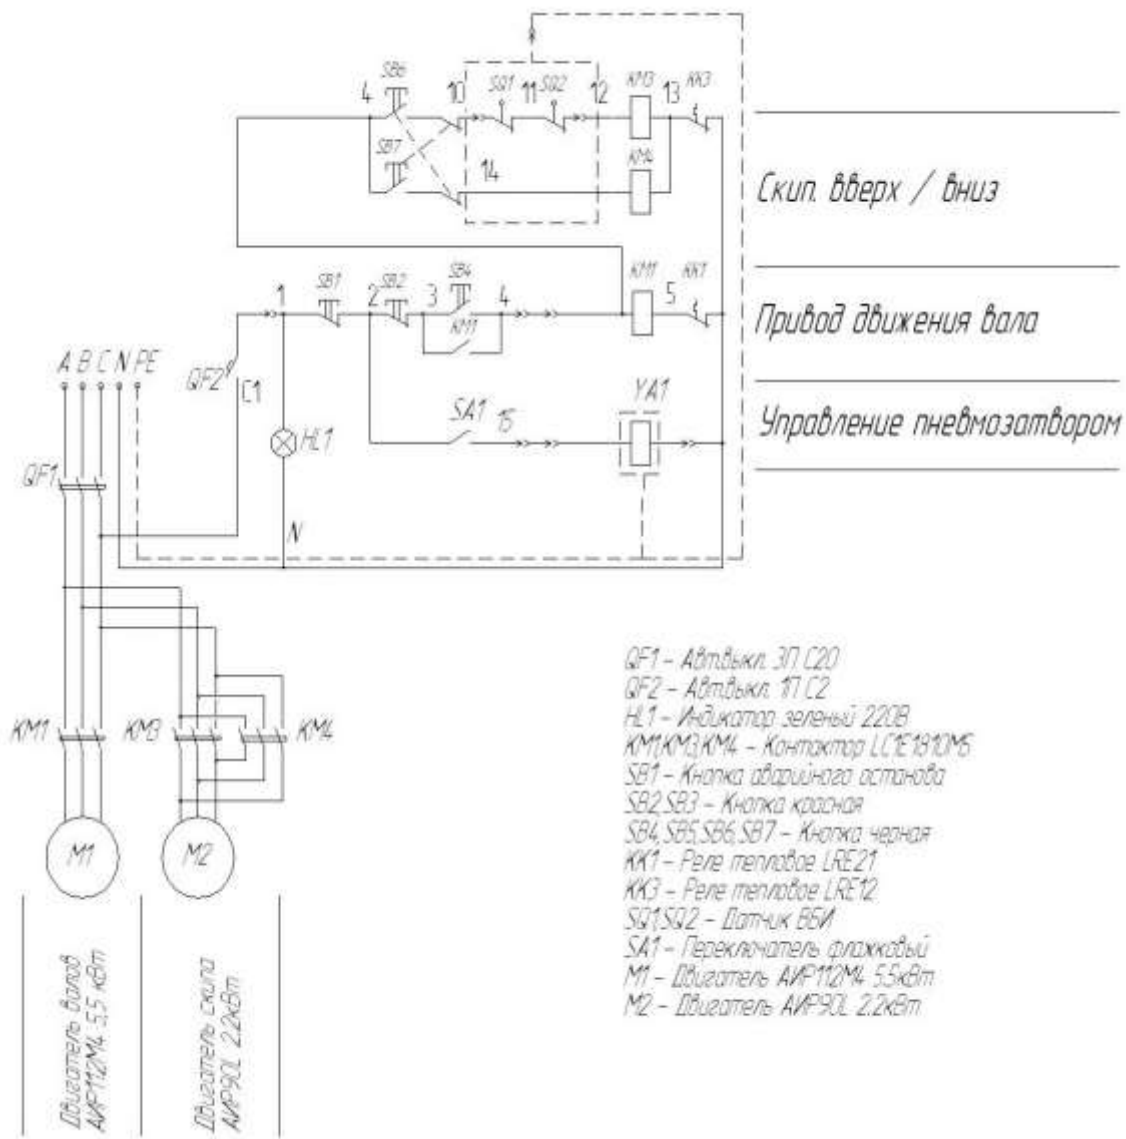 SB6
4
10
SQ1
11
SQ2
12
KM3
13
KK3
SB7
14
KM4
Скип. вверх / вниз
SB1
SB2
SB4
KM1
KK1
1
2
3
4
5
KM1
Привод движения вала
A B C N PE
QF2
C1
SA1
15
YA1
HL1
Управление пневмозатвором
QF1
N
KM1
KM3
KM4
M1
M2
QF1 - Авт.выкл. 3П С20
QF2 - Авт.выкл. 1П С2
HL1 - Индикатор зеленый 220В
KM1,KM3,KM4 - Контактор LC1E1810M5
SB1 - Кнопка аварийного останова
SB2,SB3 - Кнопка красная
SB4,SB5,SB6,SB7 - Кнопка черная
KK1 - Реле тепловое LRE21
KK3 - Реле тепловое LRE12
SQ1,SQ2 - Датчик ВБИ
SA1 - Переключатель флажковый
M1 - Двигатель АИР112М4 5.5кВт
M2 - Двигатель АИР90L 2.2кВт
Двигатель валов
АИР112М4 5,5 кВт
Двигатель скипа
АИР90L 2.2кВт